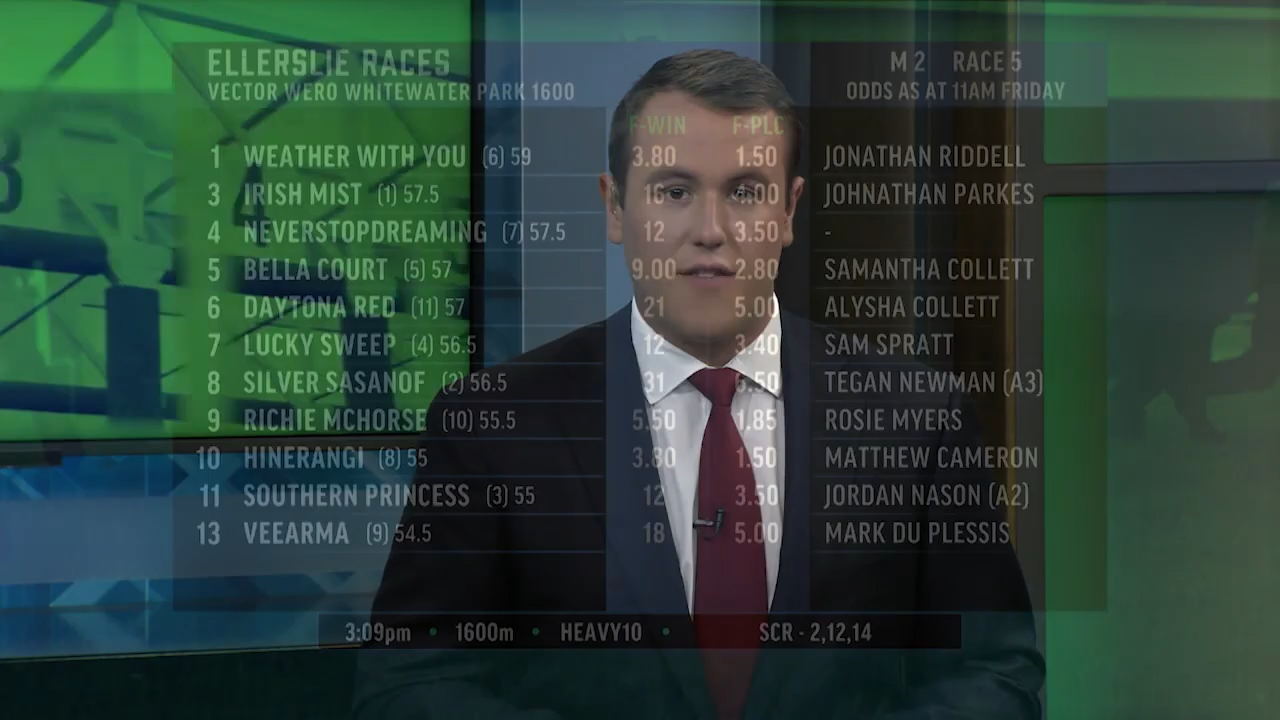 ELLERSLIE RACES M 2 RACE 5
VECTOR WERO WHITEWATER PARK 1600 ODDS AS AT 11AM FRIDAY
F-WIN F-PLC
1 WEATHER WITH YOU (6) 59 3.80 1.50 JONATHAN RIDDELL
3 IRISH MIST (1) 57.5 16 4.00 JOHNATHAN PARKES
4 NEVERSTOPDREAMING (7) 57.5 12 3.50 -
5 BELLA COURT (5) 57 9.00 2.80 SAMANTHA COLLETT
6 DAYTONA RED (11) 57 21 5.00 ALYSHA COLLETT
7 LUCKY SWEEP (4) 56.5 12 3.40 SAM SPRATT
8 SILVER SASANOF (2) 56.5 31 6.50 TEGAN NEWMAN (A3)
9 RICHIE MCHORSE (10) 55.5 5.50 1.85 ROSIE MYERS
10 HINERANGI (8) 55 3.80 1.50 MATTHEW CAMERON
11 SOUTHERN PRINCESS (3) 55 12 3.50 JORDAN NASON (A2)
13 VEEARMA (9) 54.5 18 5.00 MARK DU PLESSIS
3:09pm • 1600m • HEAVY10 • SCR - 2,12,14